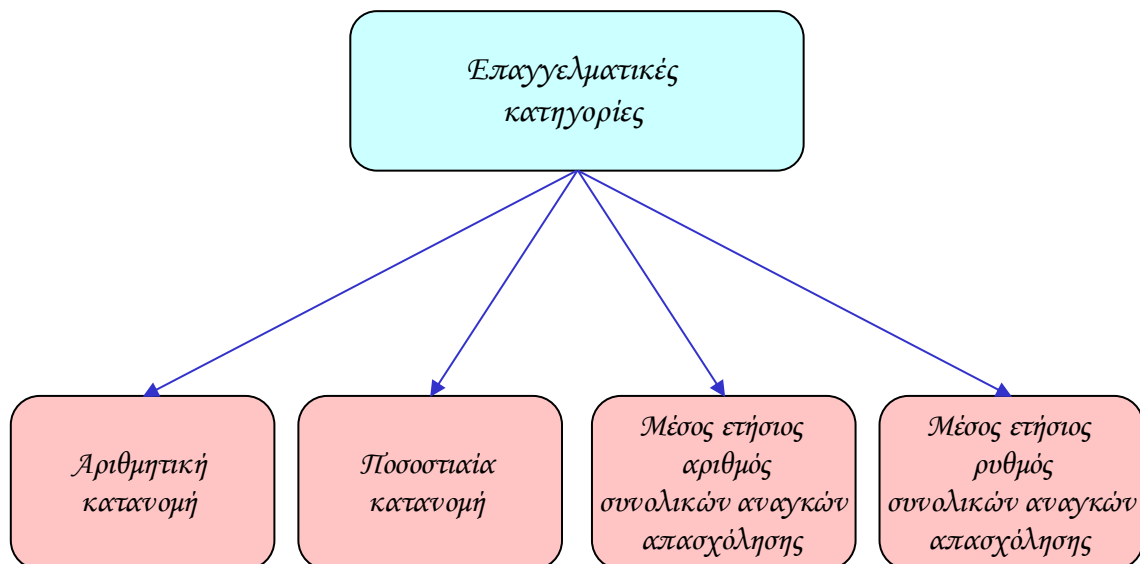 Επαγγελματικές
κατηγορίες
Αριθμητική
κατανομή
Ποσοστιαία
κατανομή
Μέσος ετήσιος
αριθμός
συνολικών αναγκών
απασχόλησης
Μέσος ετήσιος
ρυθμός
συνολικών αναγκών
απασχόλησης